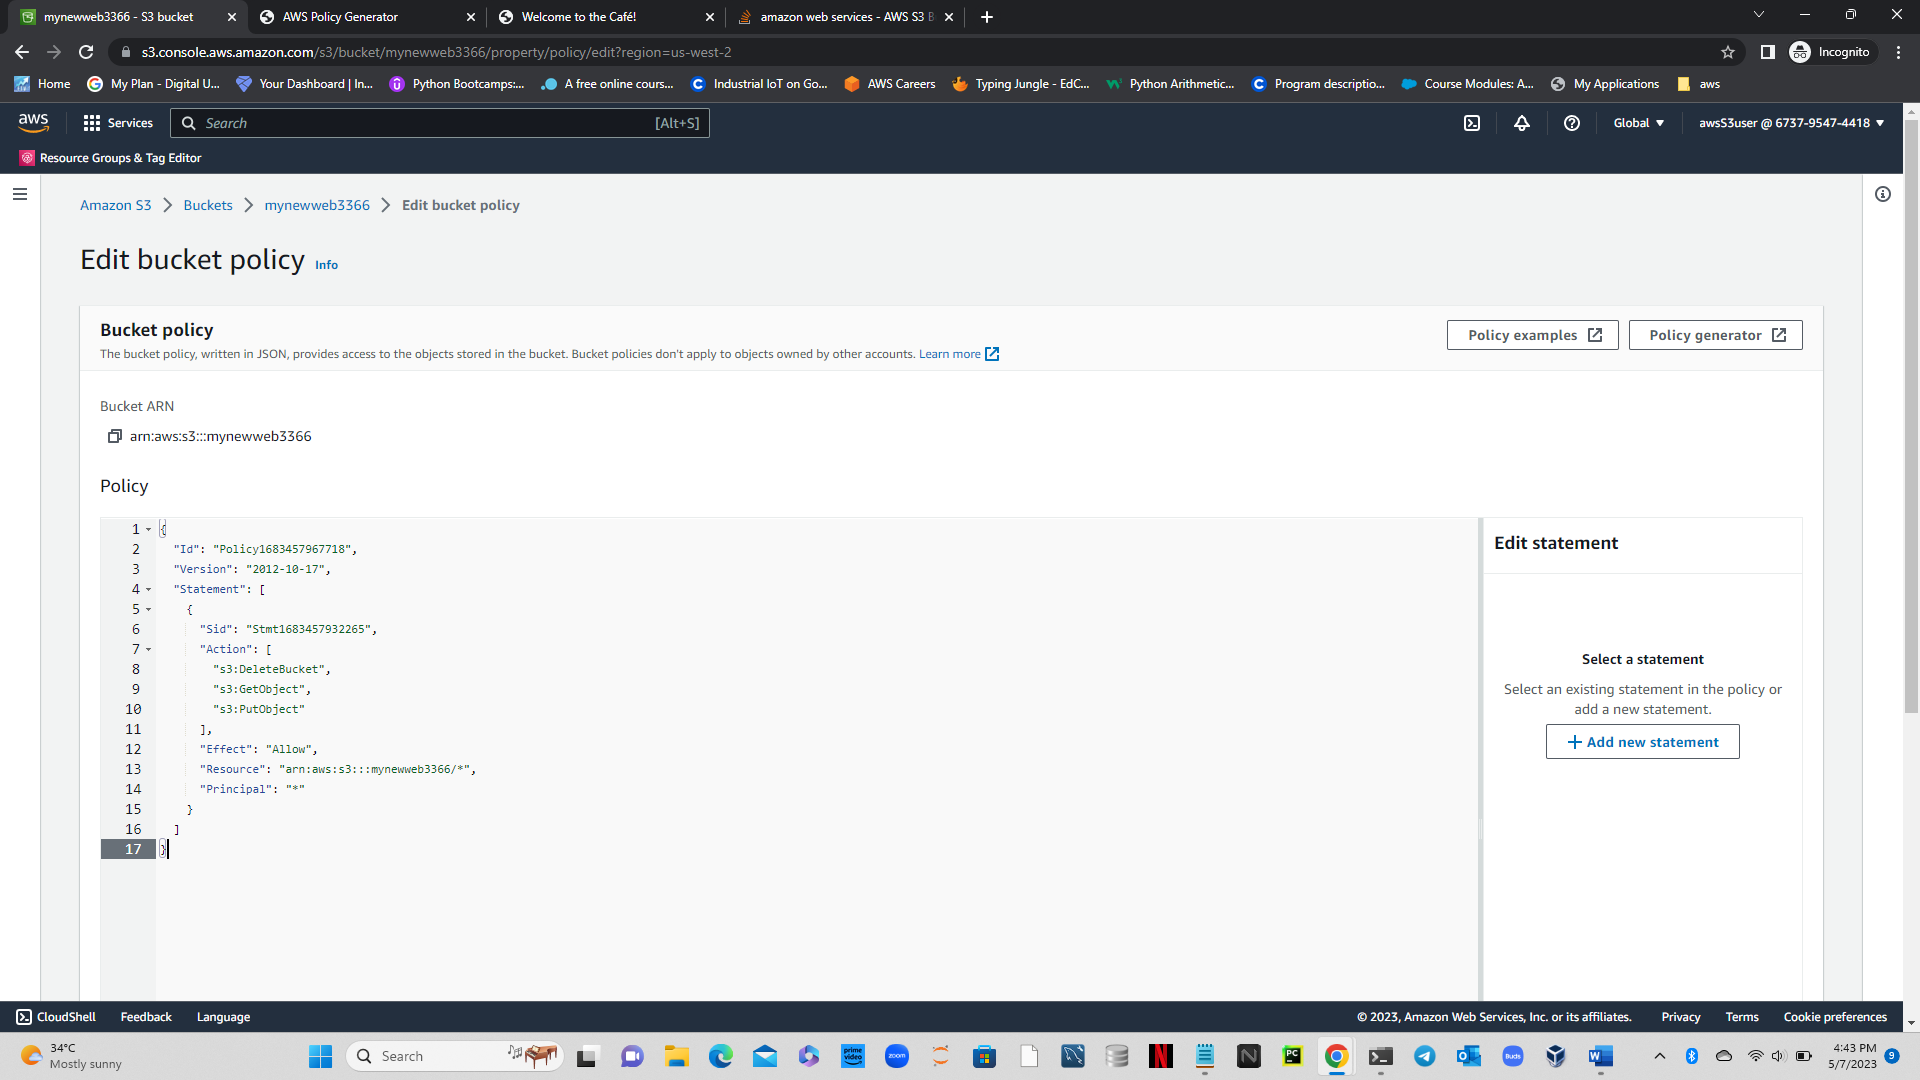 mynewweb3366 - S3 bucket
AWS Policy Generator
Welcome to the Café!
amazon web services - AWS S3 B
s3.console.aws.amazon.com/s3/bucket/mynewweb3366/property/policy/edit?region=us-west-2
Incognito
Home
My Plan - Digital U...
Your Dashboard | In...
Python Bootcamps:...
A free online cours...
Industrial IoT on Go...
AWS Careers
Typing Jungle - EdC...
Python Arithmetic...
Program descriptio...
Course Modules: A...
My Applications
aws
aws
Services
Search
[Alt+S]
Global
awsS3user @ 6737-9547-4418
Resource Groups & Tag Editor
Amazon S3
Buckets
mynewweb3366
Edit bucket policy
Edit bucket policy Info
Bucket policy
The bucket policy, written in JSON, provides access to the objects stored in the bucket. Bucket policies don't apply to objects owned by other accounts. Learn more
Policy examples
Policy generator
Bucket ARN
arn:aws:s3:::mynewweb3366
Policy
1 {
2 "Id": "Policy1683457967718",
3 "Version": "2012-10-17",
4 "Statement": [
5 {
6 "Sid": "Stmt1683457932265",
7 "Action": [
8 "s3:DeleteBucket",
9 "s3:GetObject",
10 "s3:PutObject"
11 ],
12 "Effect": "Allow",
13 "Resource": "arn:aws:s3:::mynewweb3366/*",
14 "Principal": "*"
15 }
16 ]
17 }
Edit statement
Select a statement
Select an existing statement in the policy or
add a new statement.
+ Add new statement
CloudShell
Feedback
Language
© 2023, Amazon Web Services, Inc. or its affiliates.
Privacy
Terms
Cookie preferences
34°C
Mostly sunny
Search
prime video
zoom
N
N
PC
Buds
W
4:43 PM
5/7/2023
9